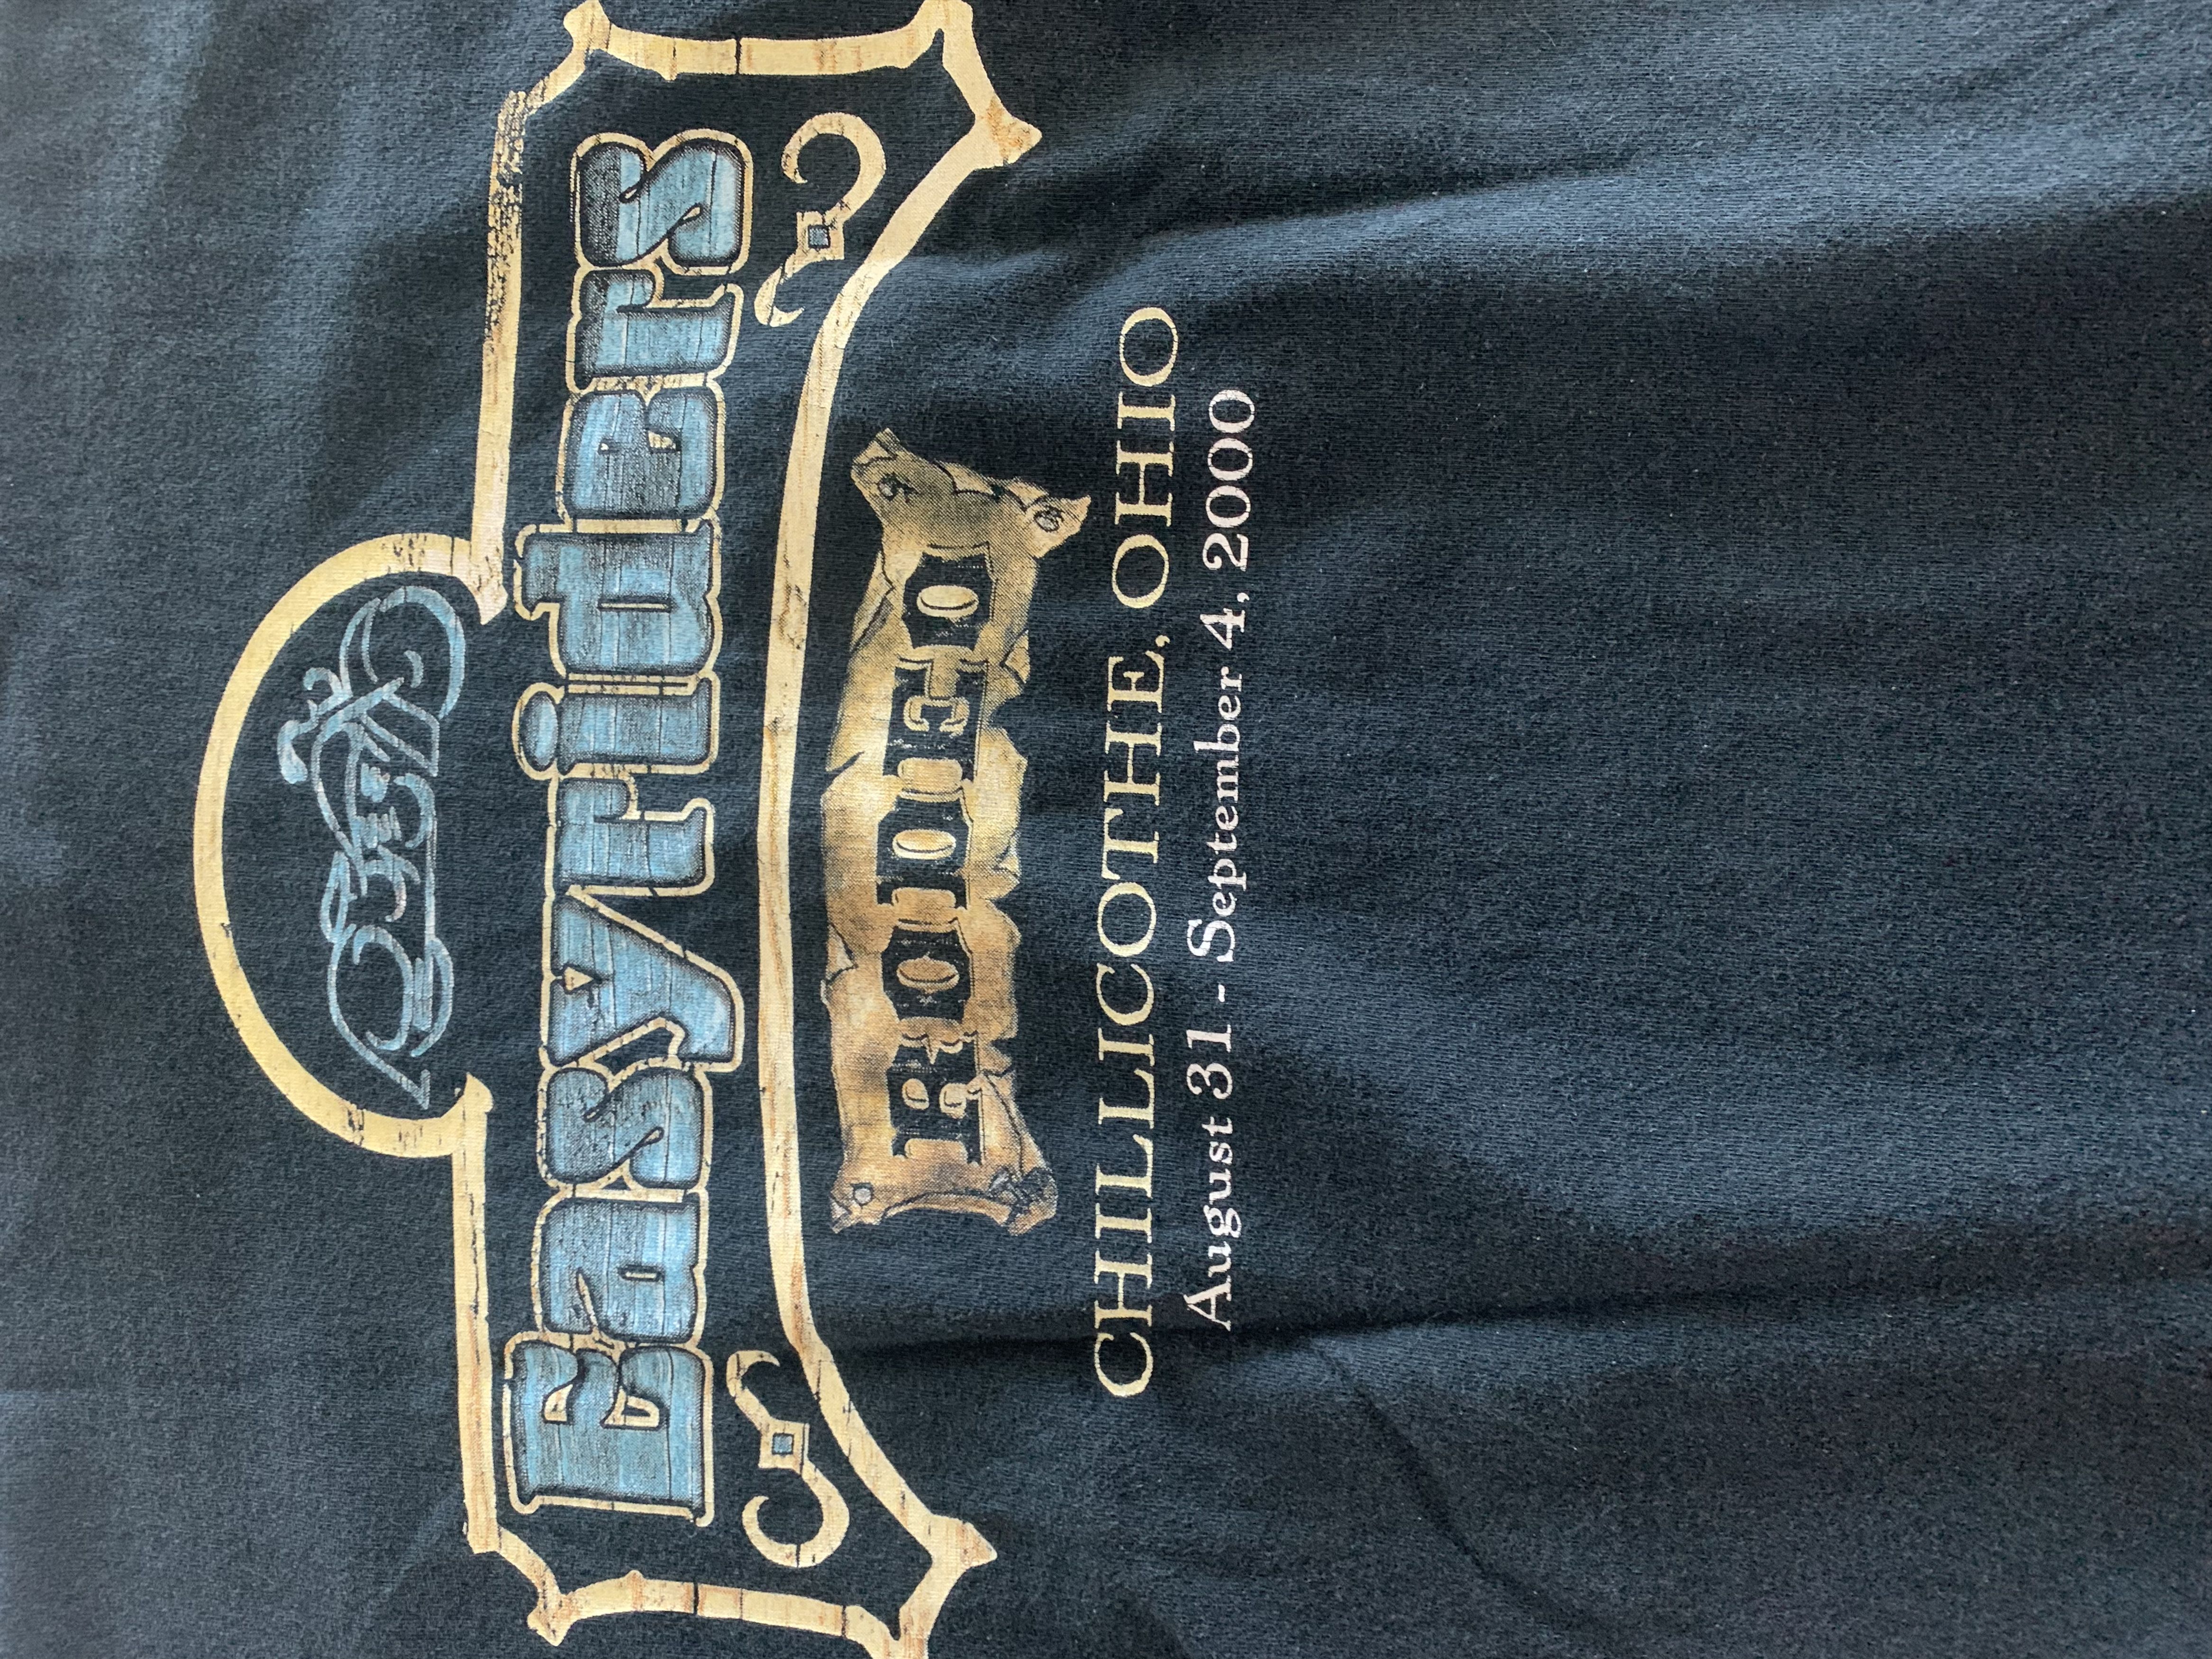 Easyriders
RODEO
CHILLICOTHE, OHIO
August 31 - September 4, 2000